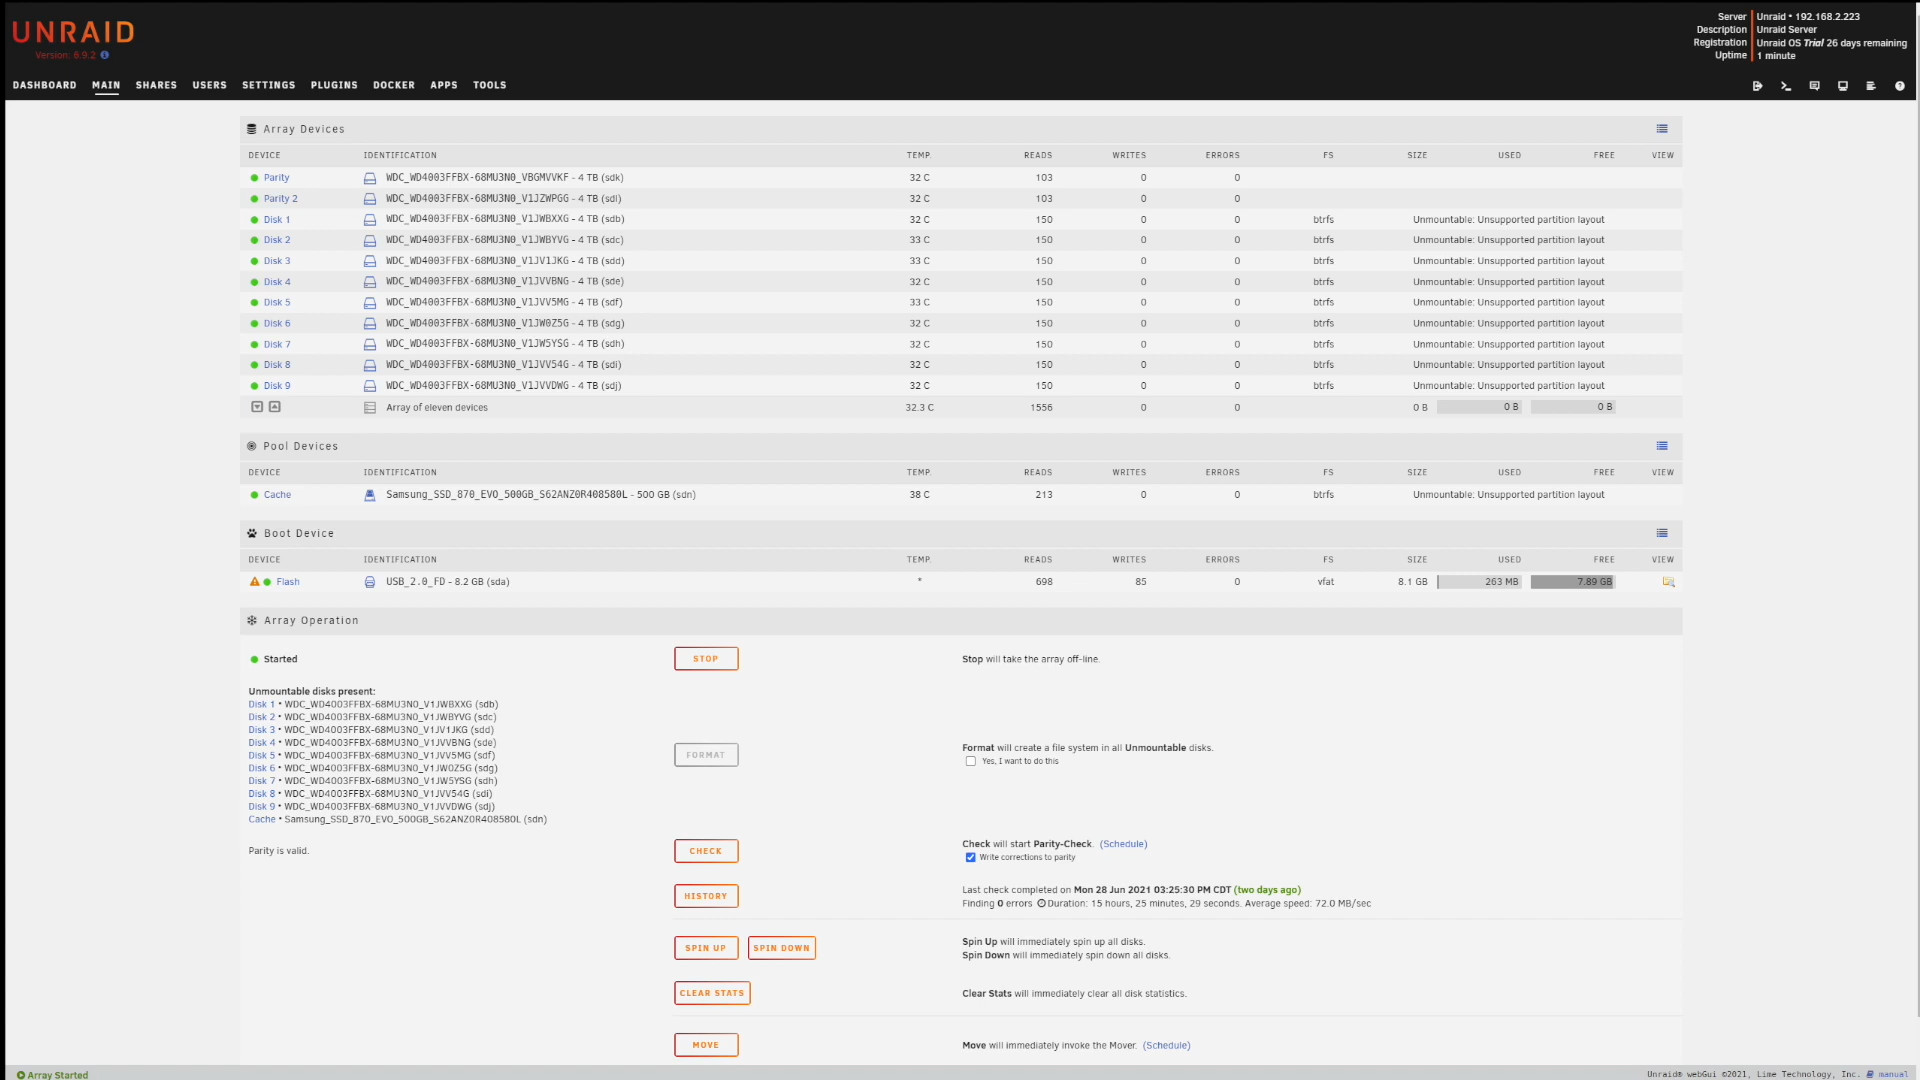 UNRAID
Version: 6.9.2
Server Unraid • 192.168.2.223
Description Unraid Server
Registration Unraid OS Trial 26 days remaining
Uptime 1 minute
DASHBOARD MAIN SHARES USERS SETTINGS PLUGINS DOCKER APPS TOOLS
Array Devices
DEVICE IDENTIFICATION TEMP. READS WRITES ERRORS FS SIZE USED FREE VIEW
Parity WDC_WD4003FFBX-68MU3N0_VBGMVVKF - 4 TB (sdk) 32 C 103 0 0
Parity 2 WDC_WD4003FFBX-68MU3N0_V1JZWPGG - 4 TB (sdl) 32 C 103 0 0
Disk 1 WDC_WD4003FFBX-68MU3N0_V1JWBXXG - 4 TB (sdb) 32 C 150 0 0 btrfs Unmountable: Unsupported partition layout
Disk 2 WDC_WD4003FFBX-68MU3N0_V1JWBYVG - 4 TB (sdc) 33 C 150 0 0 btrfs Unmountable: Unsupported partition layout
Disk 3 WDC_WD4003FFBX-68MU3N0_V1JV1JKG - 4 TB (sdd) 33 C 150 0 0 btrfs Unmountable: Unsupported partition layout
Disk 4 WDC_WD4003FFBX-68MU3N0_V1JVVBNG - 4 TB (sde) 32 C 150 0 0 btrfs Unmountable: Unsupported partition layout
Disk 5 WDC_WD4003FFBX-68MU3N0_V1JVV5MG - 4 TB (sdf) 33 C 150 0 0 btrfs Unmountable: Unsupported partition layout
Disk 6 WDC_WD4003FFBX-68MU3N0_V1JW0Z5G - 4 TB (sdg) 32 C 150 0 0 btrfs Unmountable: Unsupported partition layout
Disk 7 WDC_WD4003FFBX-68MU3N0_V1JW5YSG - 4 TB (sdh) 32 C 150 0 0 btrfs Unmountable: Unsupported partition layout
Disk 8 WDC_WD4003FFBX-68MU3N0_V1JVV54G - 4 TB (sdi) 32 C 150 0 0 btrfs Unmountable: Unsupported partition layout
Disk 9 WDC_WD4003FFBX-68MU3N0_V1JVVDWG - 4 TB (sdj) 32 C 150 0 0 btrfs Unmountable: Unsupported partition layout
Array of eleven devices 32.3 C 1556 0 0 0 B 0 B 0 B
Pool Devices
DEVICE IDENTIFICATION TEMP. READS WRITES ERRORS FS SIZE USED FREE VIEW
Cache Samsung_SSD_870_EVO_500GB_S62ANZ0R408580L - 500 GB (sdn) 38 C 213 0 0 btrfs Unmountable: Unsupported partition layout
Boot Device
DEVICE IDENTIFICATION TEMP. READS WRITES ERRORS FS SIZE USED FREE VIEW
Flash USB_2.0_FD - 8.2 GB (sda) * 698 85 0 vfat 8.1 GB 263 MB 7.89 GB
Array Operation
Started STOP Stop will take the array off-line.
Unmountable disks present:
Disk 1 • WDC_WD4003FFBX-68MU3N0_V1JWBXXG (sdb)
Disk 2 • WDC_WD4003FFBX-68MU3N0_V1JWBYVG (sdc)
Disk 3 • WDC_WD4003FFBX-68MU3N0_V1JV1JKG (sdd)
Disk 4 • WDC_WD4003FFBX-68MU3N0_V1JVVBNG (sde)
Disk 5 • WDC_WD4003FFBX-68MU3N0_V1JVV5MG (sdf)
Disk 6 • WDC_WD4003FFBX-68MU3N0_V1JW0Z5G (sdg)
Disk 7 • WDC_WD4003FFBX-68MU3N0_V1JW5YSG (sdh)
Disk 8 • WDC_WD4003FFBX-68MU3N0_V1JVV54G (sdi)
Disk 9 • WDC_WD4003FFBX-68MU3N0_V1JVVDWG (sdj)
Cache • Samsung_SSD_870_EVO_500GB_S62ANZ0R408580L (sdn)
FORMAT Format will create a file system in all Unmountable disks.
Yes, I want to do this
Parity is valid. CHECK Check will start Parity-Check. (Schedule)
Write corrections to parity
HISTORY Last check completed on Mon 28 Jun 2021 03:25:30 PM CDT (two days ago)
Finding 0 errors Duration: 15 hours, 25 minutes, 29 seconds. Average speed: 72.0 MB/sec
SPIN UP SPIN DOWN Spin Up will immediately spin up all disks.
Spin Down will immediately spin down all disks.
CLEAR STATS Clear Stats will immediately clear all disk statistics.
MOVE Move will immediately invoke the Mover. (Schedule)
Array Started Unraid® webGui ©2021, Lime Technology, Inc. manual